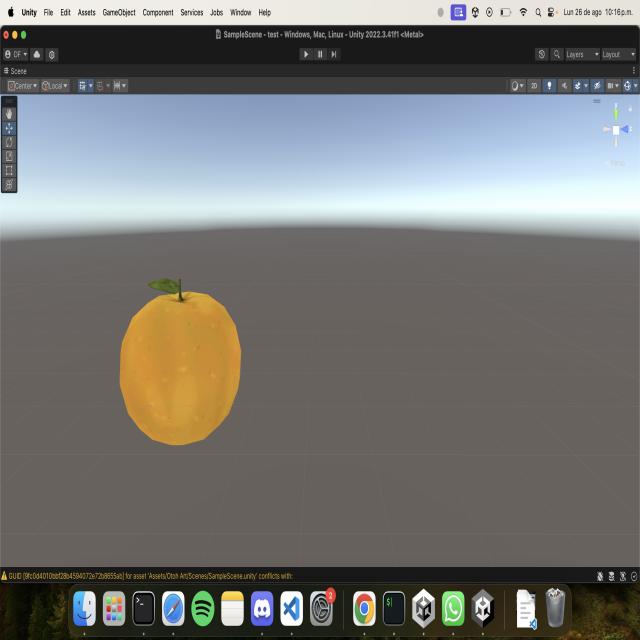 Unity File Edit Assets GameObject Component Services Jobs Window Help Lun 26 de ago 10:16 p.m.
SampleScene - test - Windows, Mac, Linux - Unity 2022.3.41f1 <Metal>
DF Layers Layout
Scene
Center Local 2D
Persp
GUID [9fc0d4010bbf28b4594072e72b8655ab] for asset 'Assets/Otoh Art/Scenes/SampleScene.unity' conflicts with:
2